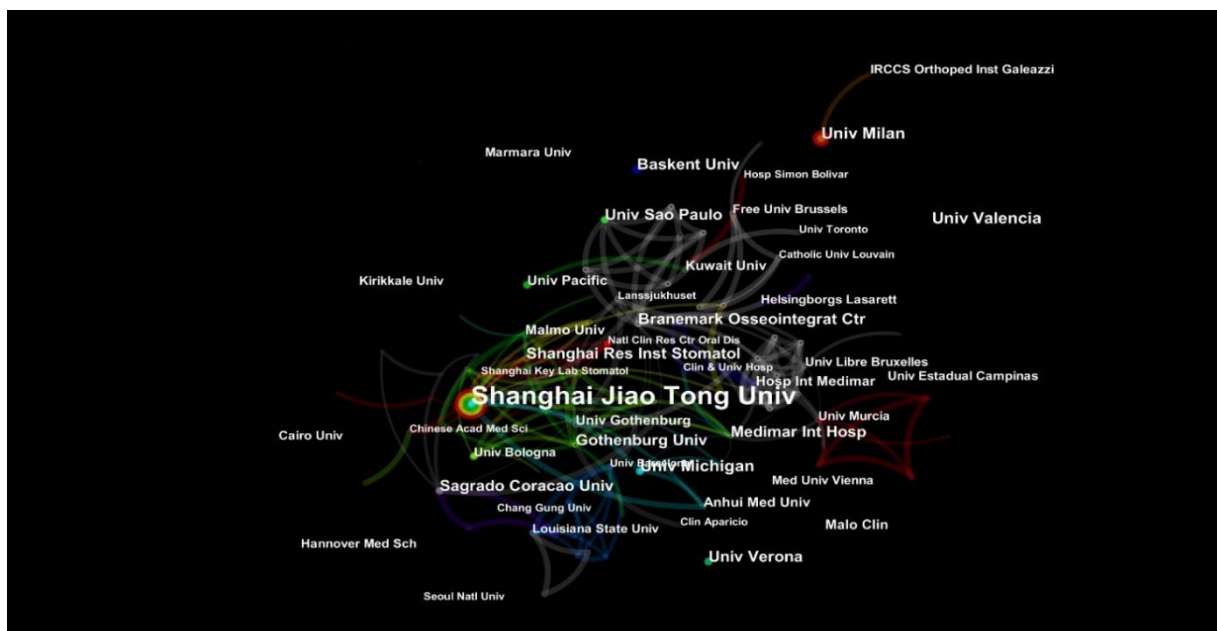 IRCCS Orthoped Inst Galeazzi
Univ Milan
Marmara Univ
Baskent Univ
Hosp Simon Bolivar
Univ Sao Paulo
Free Univ Brussels
Univ Valencia
Univ Toronto
Catholic Univ Louvain
Kuwait Univ
Kirikkale Univ
Univ Pacific
Lanssjukhuset
Helsingborgs Lasarett
Branemark Osseointegrat Ctr
Malmo Univ
Natl Clin Res Ctr Oral Dis
Shanghai Res Inst Stomatol
Univ Libre Bruxelles
Clin & Univ Hosp
Shanghai Key Lab Stomatol
Hosp Int Medimar
Univ Estadual Campinas
Shanghai Jiao Tong Univ
Univ Murcia
Univ Gothenburg
Chinese Acad Med Sci
Medimar Int Hosp
Cairo Univ
Gothenburg Univ
Univ Bologna
Univ Barcelona
Univ Michigan
Med Univ Vienna
Sagrado Coracao Univ
Anhui Med Univ
Chang Gung Univ
Clin Aparicio
Malo Clin
Louisiana State Univ
Hannover Med Sch
Univ Verona
Seoul Natl Univ